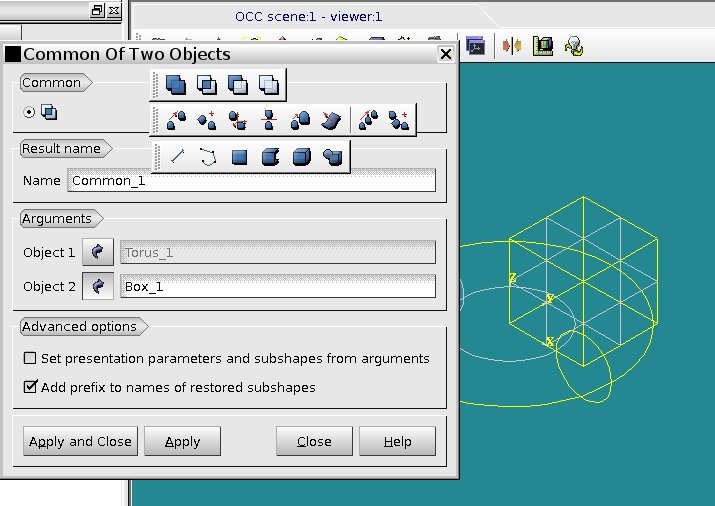 OCC scene:1 - viewer:1
Common Of Two Objects
Common
Result name
Name Common_1
Arguments
Object 1 Torus_1
Object 2 Box_1
Advanced options
Set presentation parameters and subshapes from arguments
Add prefix to names of restored subshapes
Apply and Close Apply Close Help
Z
Y
X